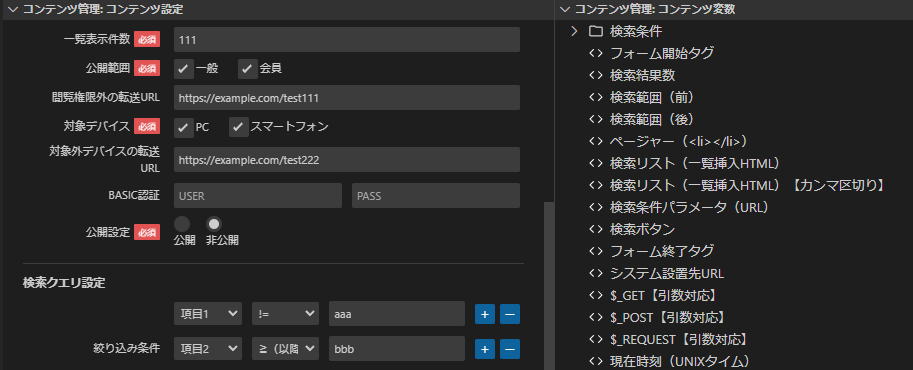 コンテンツ管理: コンテンツ設定
一覧表示件数 必須 111
公開範囲 必須 一般 会員
閲覧権限外の転送URL https://example.com/test111
対象デバイス 必須 PC スマートフォン
対象外デバイスの転送
URL
https://example.com/test222
BASIC認証 USER PASS
公開設定 必須 公開 非公開
検索クエリ設定
項目1 != aaa + −
絞り込み条件 項目2 ≧（以降 bbb + −
コンテンツ管理: コンテンツ変数
検索条件
<> フォーム開始タグ
<> 検索結果数
<> 検索範囲（前）
<> 検索範囲（後）
<> ページャー（<li></li>）
<> 検索リスト（一覧挿入HTML）
<> 検索リスト（一覧挿入HTML）【カンマ区切り】
<> 検索条件パラメータ（URL）
<> 検索ボタン
<> フォーム終了タグ
<> システム設置先URL
<> $_GET【引数対応】
<> $_POST【引数対応】
<> $_REQUEST【引数対応】
<> 現在時刻（UNIXタイム）